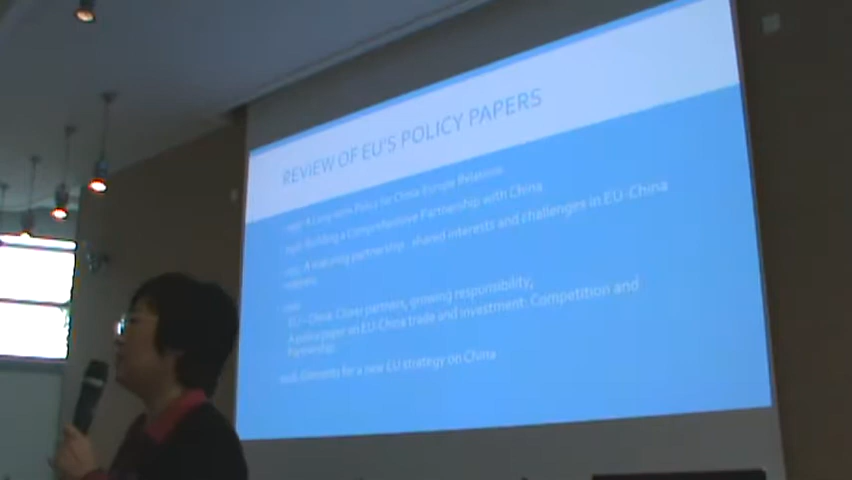 REVIEW OF EU'S POLICY PAPERS
A Long-term Policy for China-Europe Relations
Building a Comprehensive Partnership with China
A maturing partnership - shared interests and challenges in EU-China
relations
EU – China: Closer partners, growing responsibility,
A policy paper on EU-China trade and investment: Competition and
Partnership
Elements for a new EU strategy on China